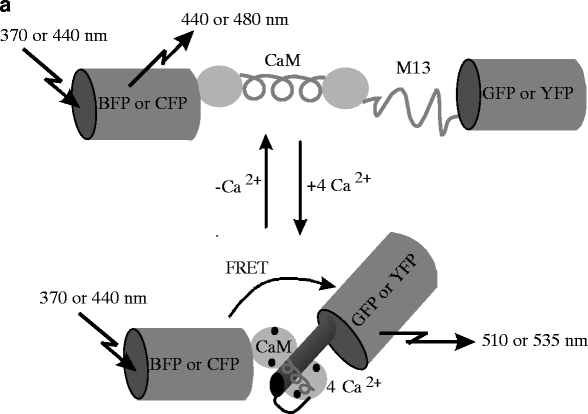 a
440 or 480 nm
370 or 440 nm
CaM
M13
BFP or CFP
GFP or YFP
-Ca 2+
+4 Ca 2+
FRET
GFP or YFP
370 or 440 nm
510 or 535 nm
CaM
BFP or CFP
4 Ca 2+